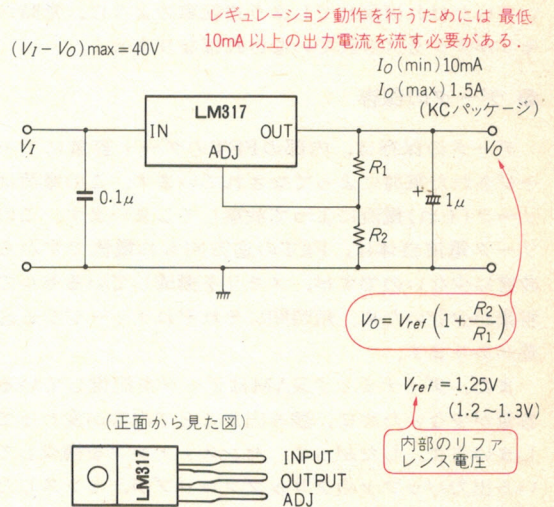 レギュレーション動作を行うためには 最低
10mA以上の出力電流を流す必要がある.
(VI−VO)max=40V
IO(min)10mA
IO(max)1.5A
(KCパッケージ)
LM317
IN
OUT
ADJ
VI
VO
R1
0.1μ
+
1μ
R2
VO=Vref(1+R2/R1)
Vref=1.25V
(1.2〜1.3V)
内部のリファ
レンス電圧
(正面から見た図)
LM317
INPUT
OUTPUT
ADJ